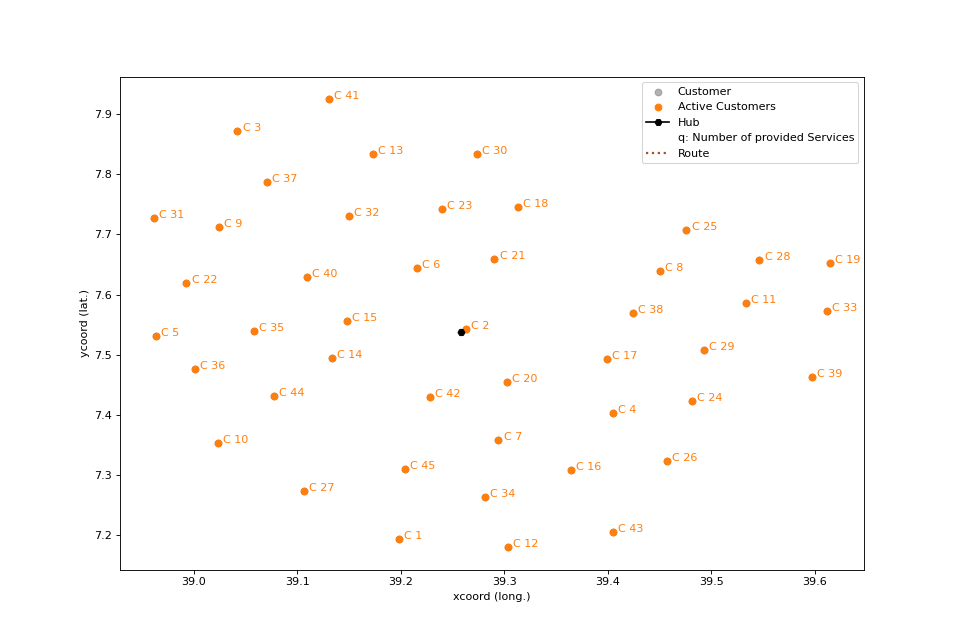 Customer
Active Customers
Hub
q: Number of provided Services
Route
C 41
C 3
C 13
C 30
C 37
C 31
C 9
C 32
C 23
C 18
C 25
C 6
C 21
C 8
C 28
C 19
C 22
C 40
C 11
C 33
C 5
C 35
C 15
C 2
C 38
C 36
C 14
C 17
C 29
C 44
C 42
C 20
C 4
C 24
C 39
C 10
C 7
C 45
C 16
C 26
C 27
C 34
C 1
C 12
C 43
7.9
7.8
7.7
7.6
7.5
7.4
7.3
7.2
ycoord (lat.)
39.0 39.1 39.2 39.3 39.4 39.5 39.6
xcoord (long.)